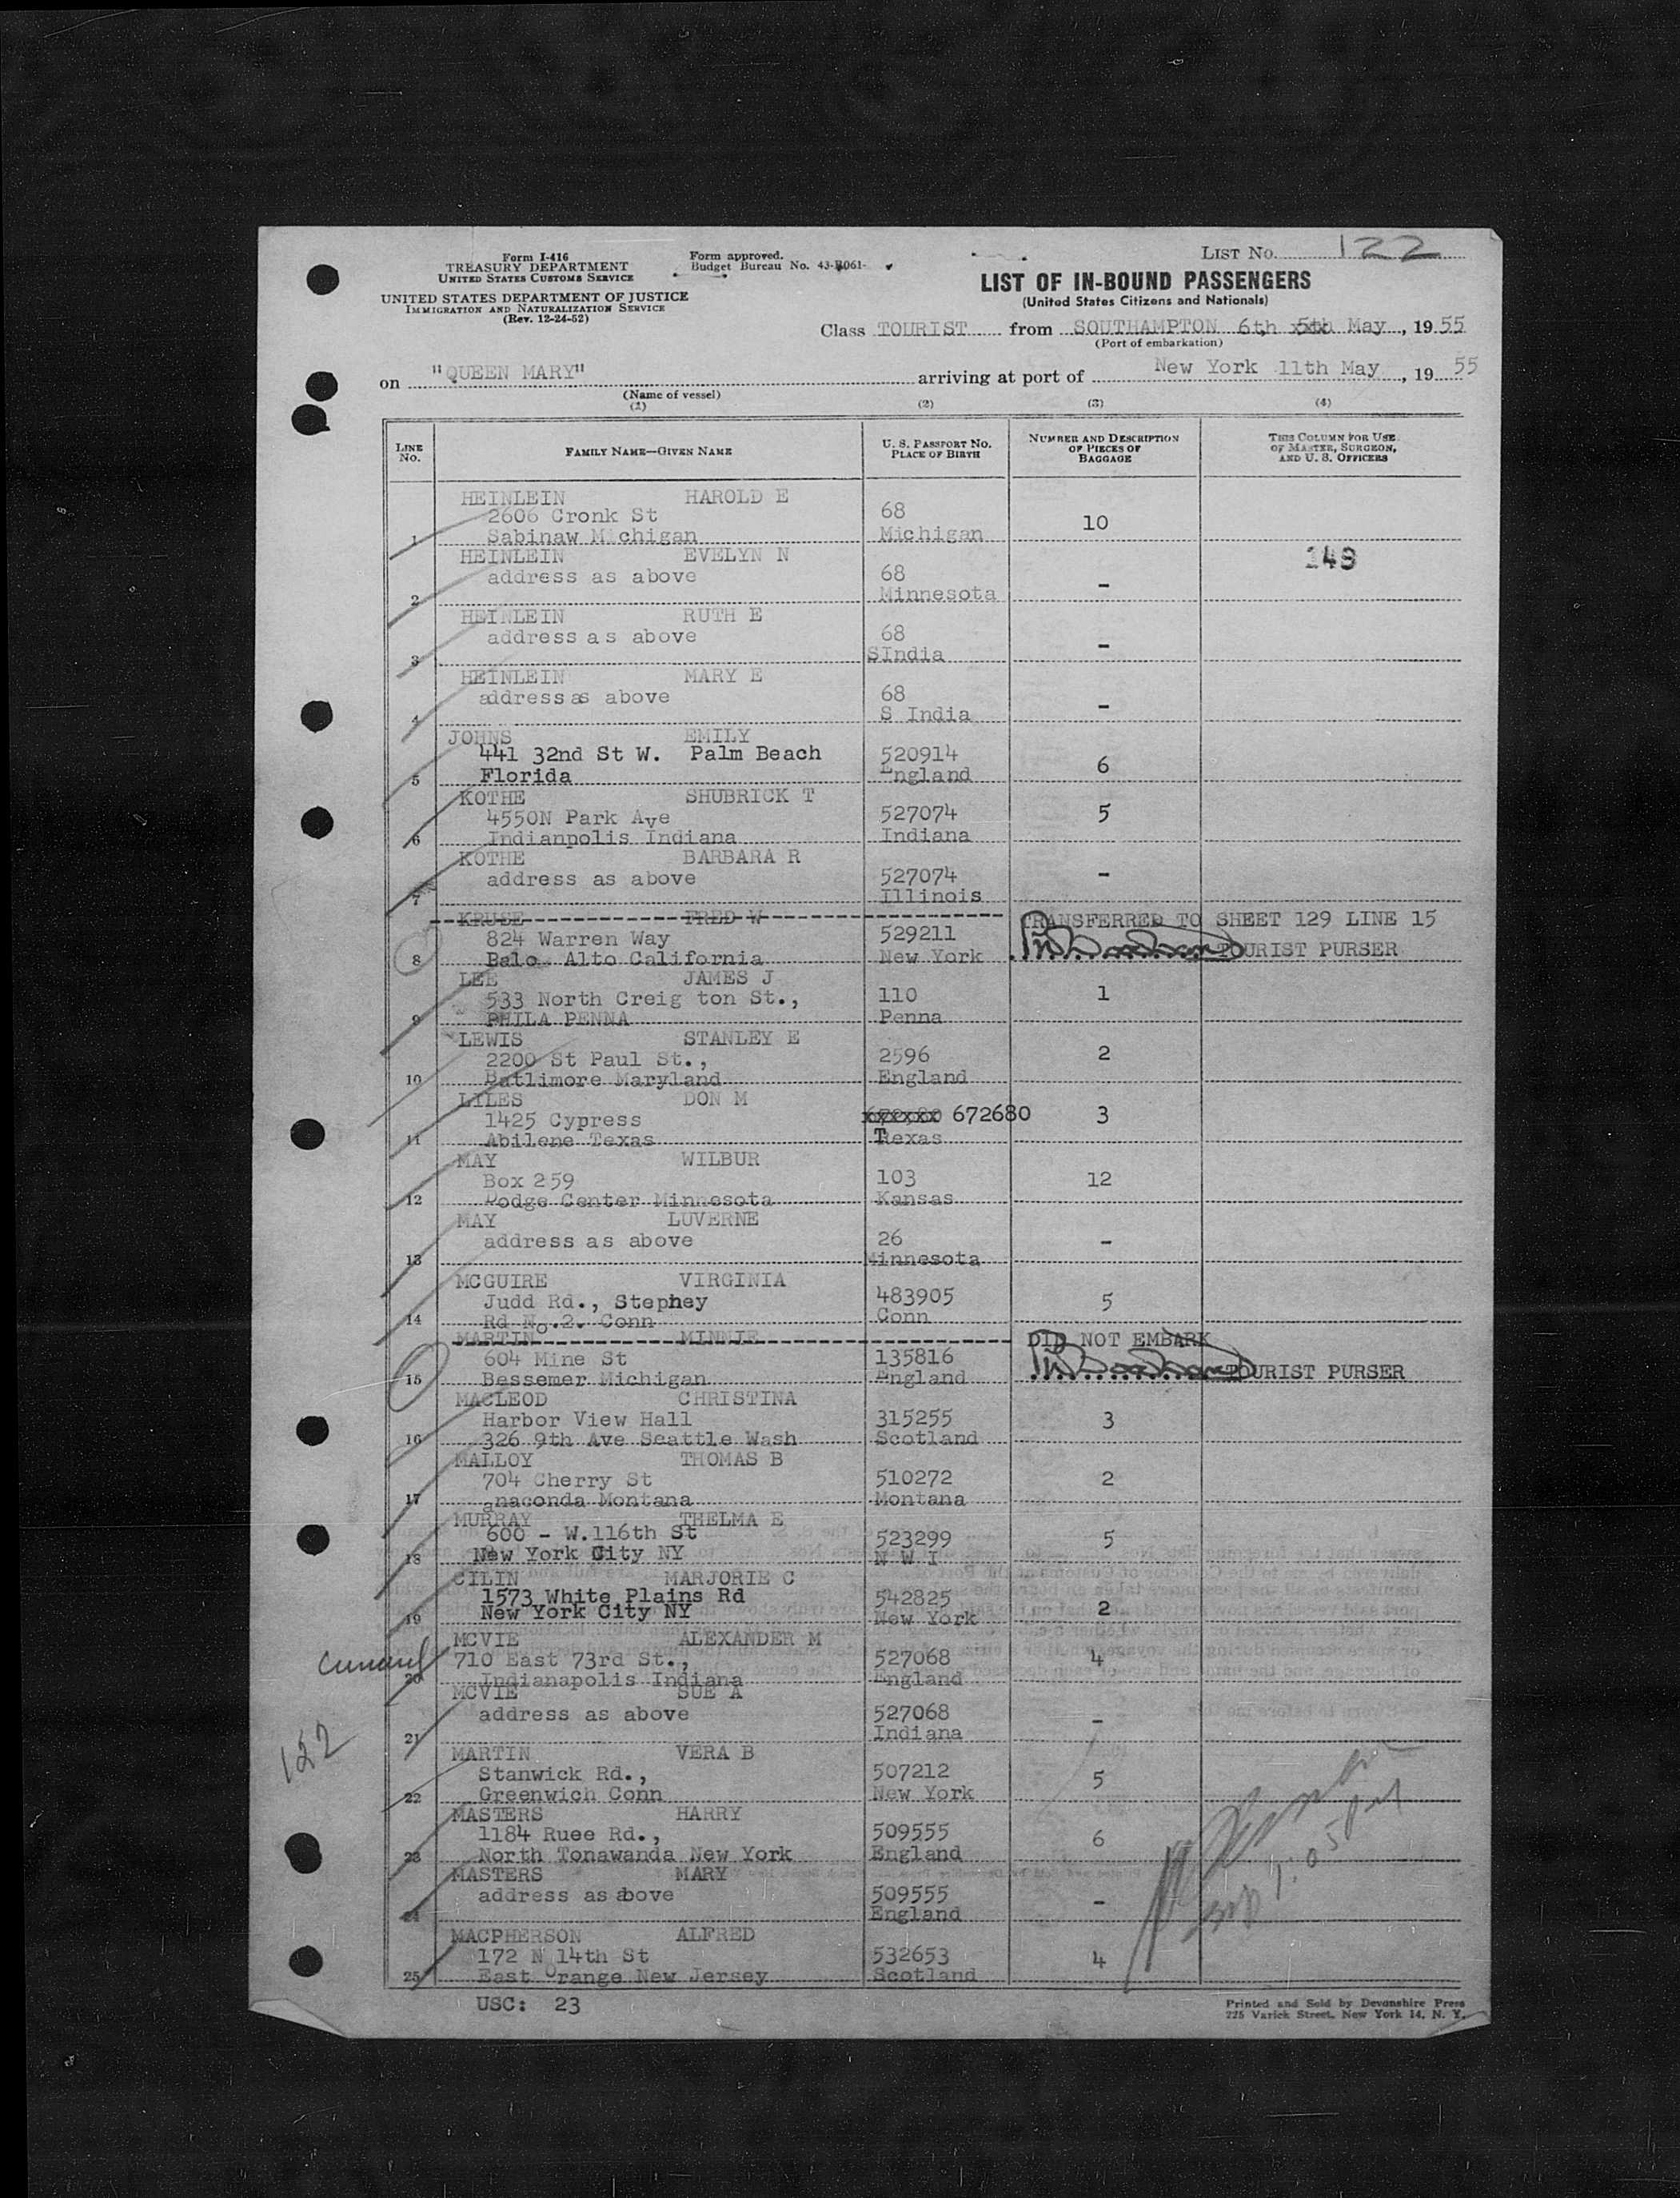 Form I-416
TREASURY DEPARTMENT
UNITED STATES CUSTOMS SERVICE
UNITED STATES DEPARTMENT OF JUSTICE
IMMIGRATION AND NATURALIZATION SERVICE
(Rev. 12-24-52)
Form approved.
Budget Bureau No. 43-R061-
LIST No. 122
LIST OF IN-BOUND PASSENGERS
(United States Citizens and Nationals)
Class TOURIST from SOUTHAMPTON 6th 5th May, 1955
(Port of embarkation)
on "QUEEN MARY" arriving at port of New York 11th May, 1955
(Name of vessel)
(1) (2) (3) (4)
LINE No. FAMILY NAME—GIVEN NAME U. S. PASSPORT NO. PLACE OF BIRTH NUMBER AND DESCRIPTION OF PIECES OF BAGGAGE THIS COLUMN FOR USE OF MASTER, SURGEON, AND U. S. OFFICERS
HEINLEIN HAROLD E
2606 Cronk St 68 10
1 Sabinaw Michigan Michigan
HEINLEIN EVELYN N 148
address as above 68 -
2 Minnesota
HEINLEIN RUTH E
address as above 68 -
3 SIndia
HEINLEIN MARY E
address as above 68 -
4 S India
JOHNS EMILY
441 32nd St W. Palm Beach 520914 6
5 Florida England
KOTHE SHUBRICK T
4550N Park Ave 527074 5
6 Indianpolis Indiana Indiana
KOTHE BARBARA R
address as above 527074 -
7 Illinois
KRUSE FRED W TRANSFERRED TO SHEET 129 LINE 15
824 Warren Way 529211
8 Balo Alto California New York TOURIST PURSER
LEE JAMES J
533 North Creig ton St., 110 1
9 PHILA PENNA Penna
LEWIS STANLEY E
2200 St Paul St., 2596 2
10 Batlimore Maryland England
LILES DON M
1425 Cypress xxxxxx 672680 3
11 Abilene Texas Texas
MAY WILBUR
Box 259 103 12
12 Dodge Center Minnesota Kansas
MAY LUVERNE
address as above 26 -
13 Minnesota
MCGUIRE VIRGINIA
Judd Rd., Stephey 483905 5
14 Rd No.2. Conn Conn
MARTIN MINNIE DID NOT EMBARK
604 Mine St 135816
15 Bessemer Michigan England TOURIST PURSER
MACLEOD CHRISTINA
Harbor View Hall 315255 3
16 326 9th Ave Seattle Wash Scotland
MALLOY THOMAS B
704 Cherry St 510272 2
17 anaconda Montana Montana
MURRAY THELMA E
600 - W.116th St 523299 5
18 New York City NY N W I
CILIN MARJORIE C
1573 White Plains Rd 542825 2
19 New York City NY New York
MCVIE ALEXANDER M
Cunard 710 East 73rd St., 527068 4
20 Indianapolis Indiana England
MCVIE SUE A
address as above 527068 -
21 Indiana
122
MARTIN VERA B
Stanwick Rd., 507212 5
22 Greenwich Conn New York
MASTERS HARRY
1184 Ruee Rd., 509555 6
23 North Tonawanda New York England
MASTERS MARY
address as above 509555 -
24 England
MACPHERSON ALFRED
172 N 14th St 532653 4
25 East Orange New Jersey Scotland
USC: 23
Printed and Sold by Devonshire Press
225 Varick Street, New York 14, N. Y.